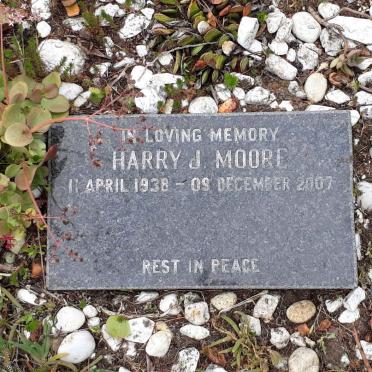 IN LOVING MEMORY
HARRY J MOORE
11 APRIL 1938 - 09 DECEMBER 2007
REST IN PEACE